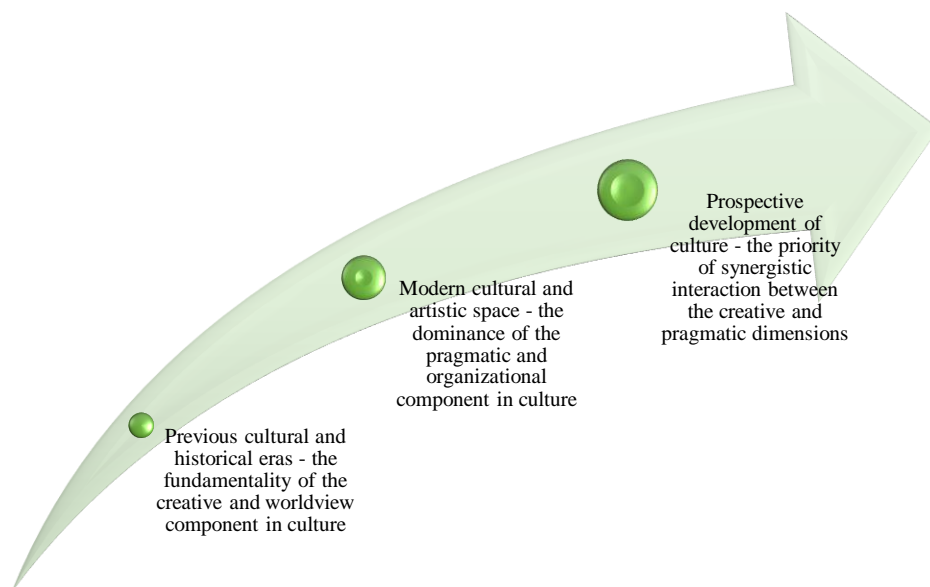 Prospective
development of
culture - the priority
of synergistic
interaction between
the creative and
pragmatic dimensions
Modern cultural and
artistic space - the
dominance of the
pragmatic and
organizational
component in culture
Previous cultural and
historical eras - the
fundamentality of the
creative and worldview
component in culture